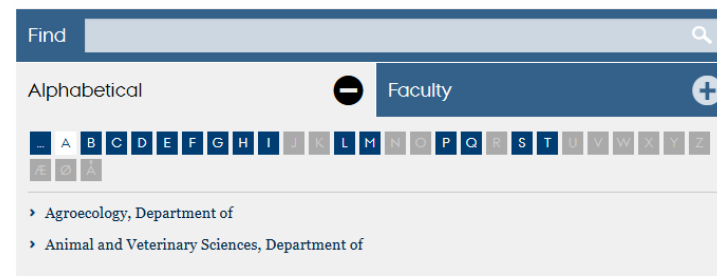 Find
Alphabetical Faculty
... A B C D E F G H I J K L M N O P Q R S T U V W X Y Z
Æ Ø Å
Agroecology, Department of
Animal and Veterinary Sciences, Department of